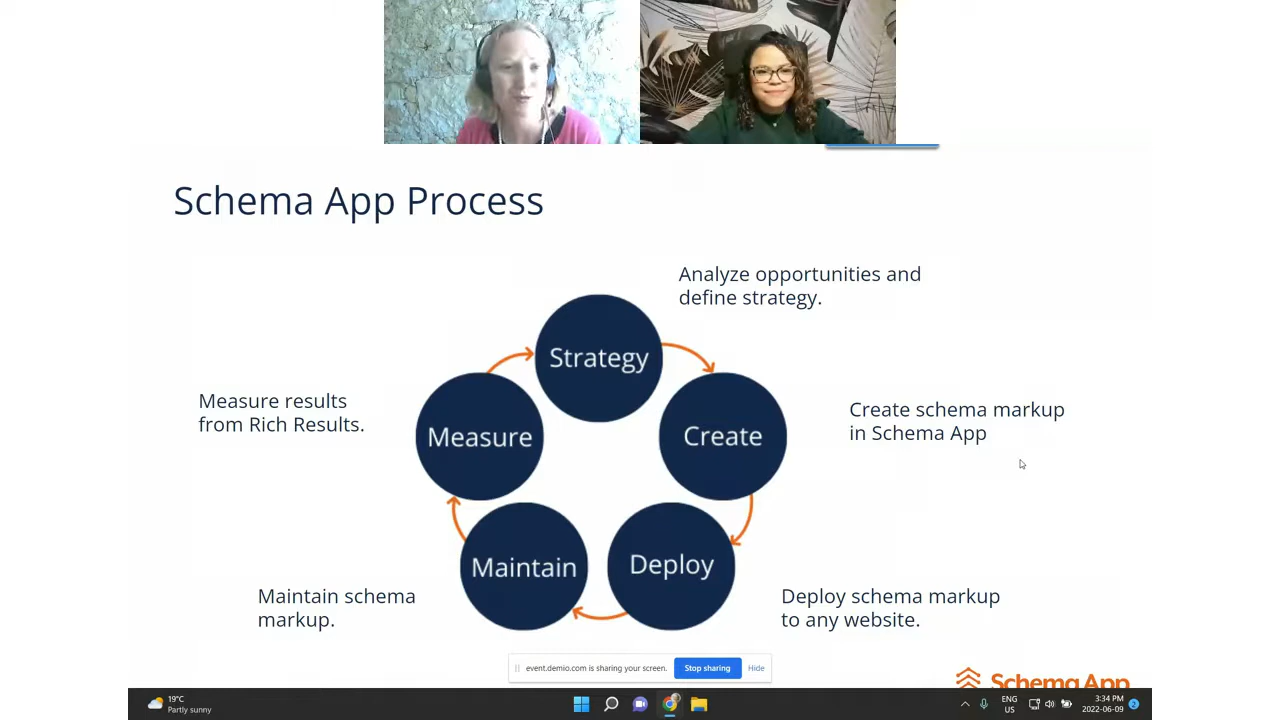 Schema App Process
Analyze opportunities and
define strategy.
Strategy
Measure results
from Rich Results.
Measure
Create
Create schema markup
in Schema App
Maintain
Deploy
Maintain schema
markup.
Deploy schema markup
to any website.
event.demio.com is sharing your screen.
Stop sharing
Hide
Schema App
19°C
Partly sunny
ENG
US
3:34 PM
2022-06-09
2